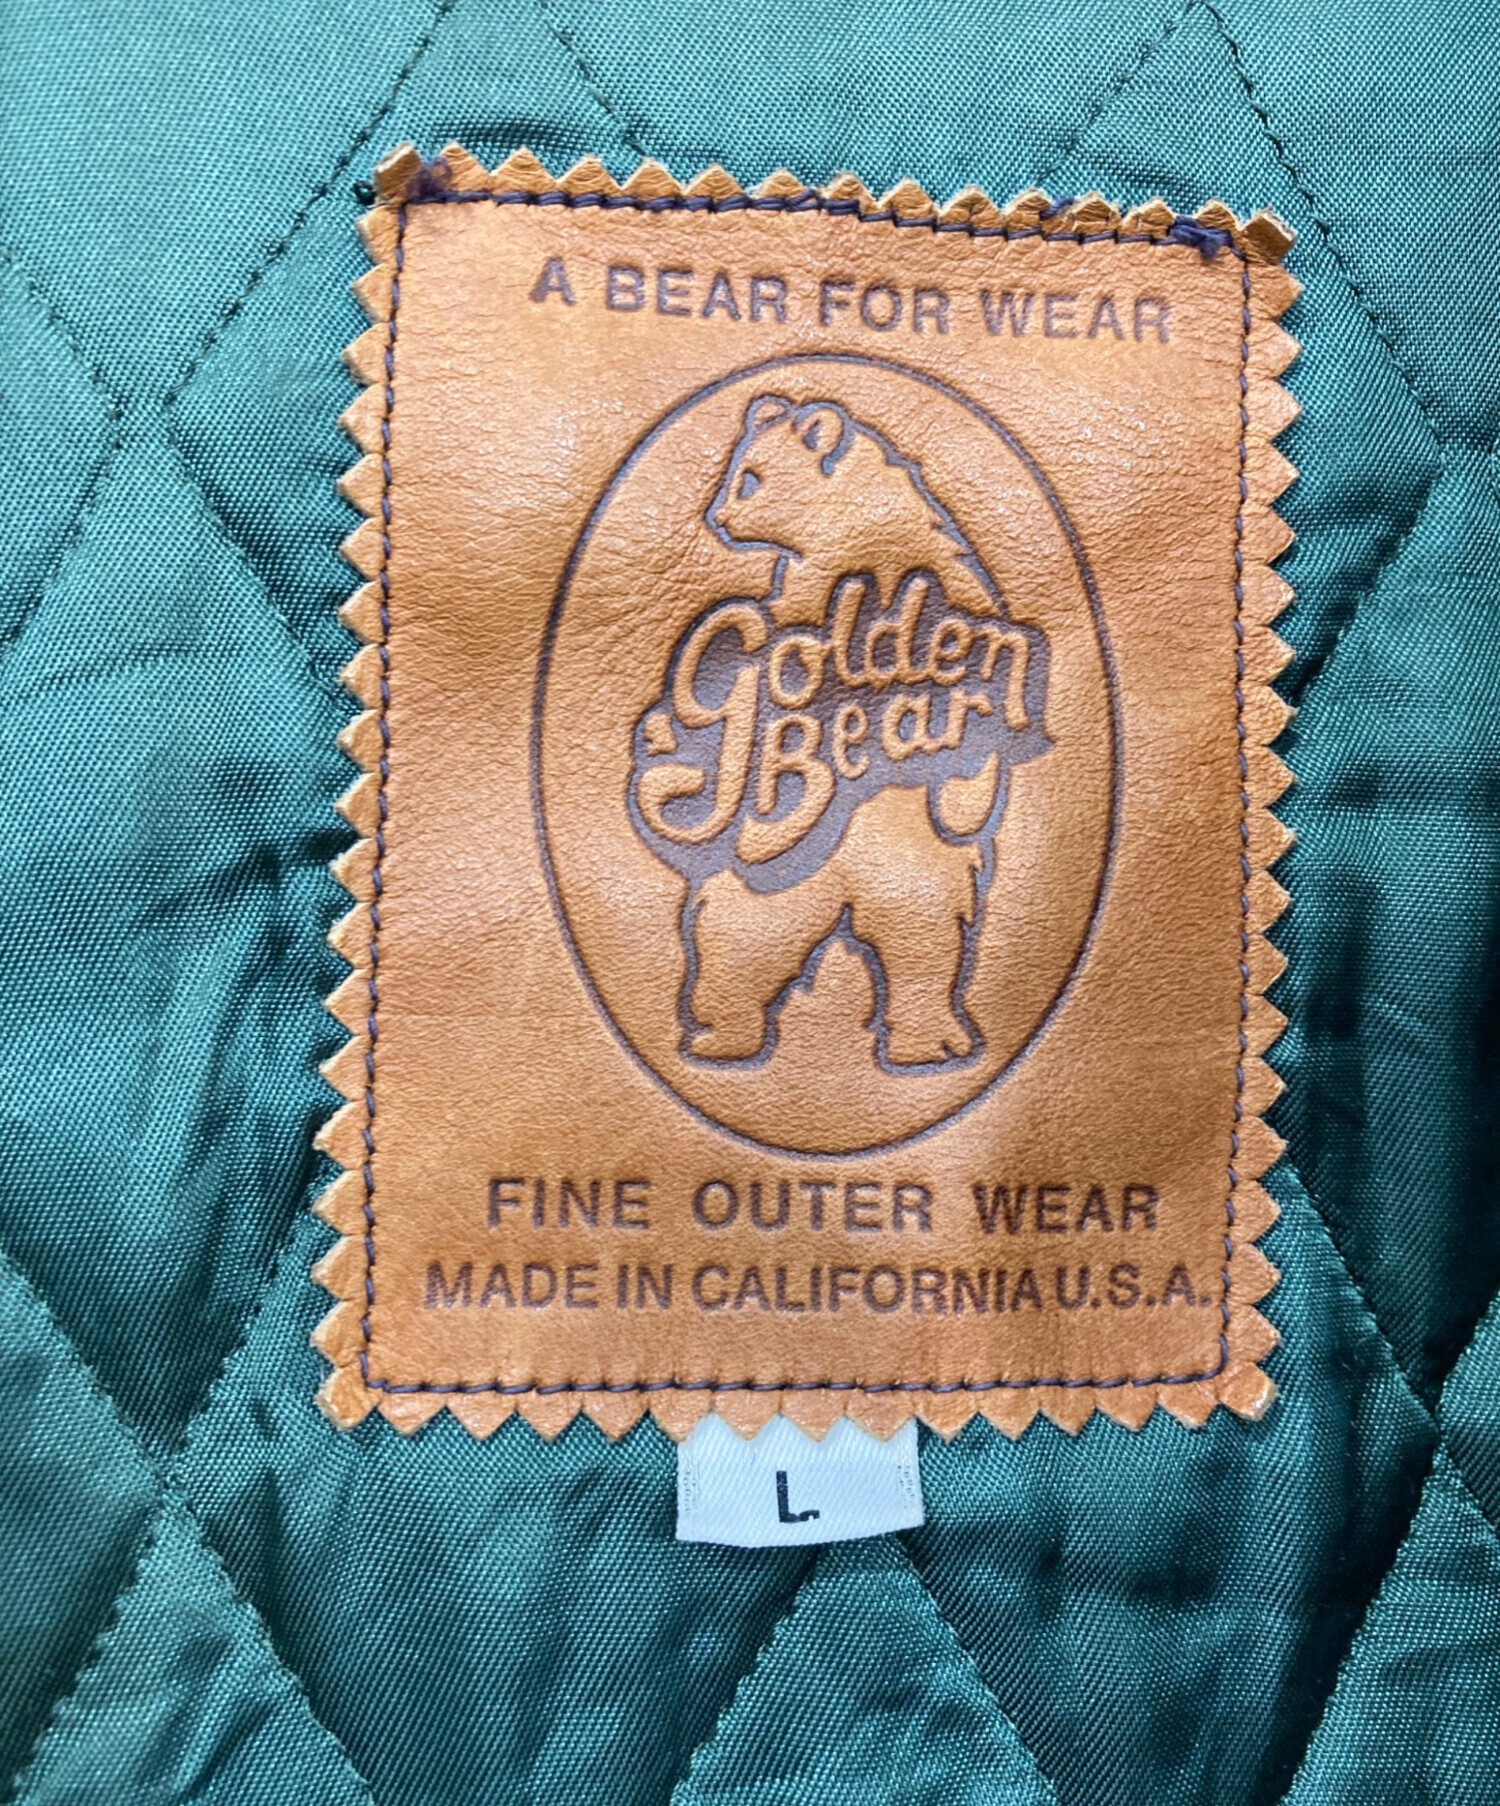 A BEAR FOR WEAR
Golden
Bear
FINE OUTER WEAR
MADE IN CALIFORNIA U.S.A.
L